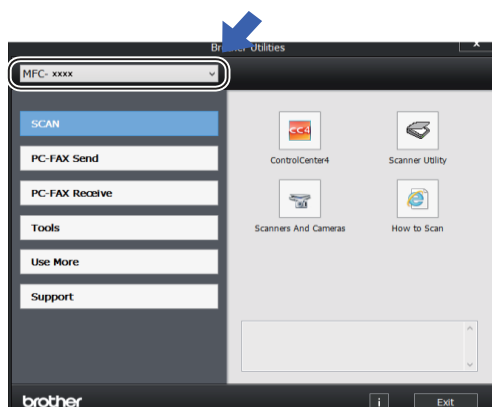 Brother Utilities
X
MFC- xxxx
SCAN
PC-FAX Send
PC-FAX Receive
Tools
Use More
Support
CC4
ControlCenter4
Scanner Utility
Scanners And Cameras
How to Scan
brother
i
Exit